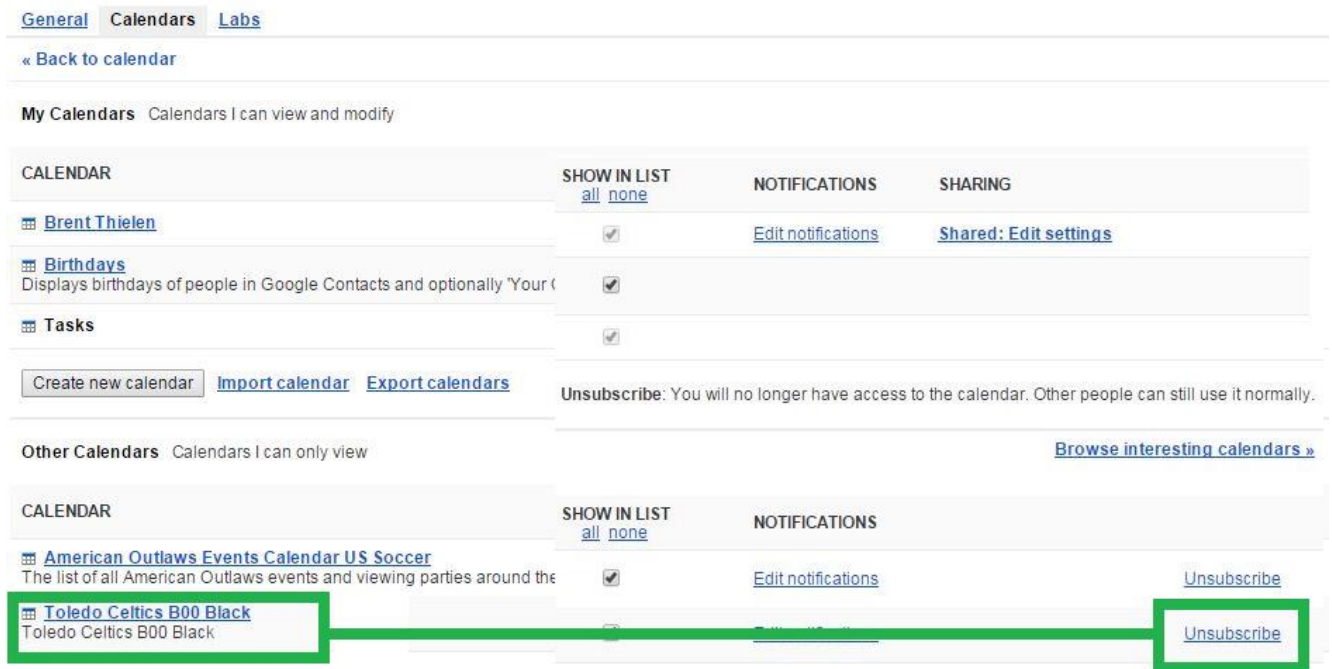 General Calendars Labs
« Back to calendar
My Calendars Calendars I can view and modify
CALENDAR SHOW IN LIST NOTIFICATIONS SHARING
all none
Brent Thielen Edit notifications Shared: Edit settings
Birthdays
Displays birthdays of people in Google Contacts and optionally 'Your
Tasks
Create new calendar Import calendar Export calendars
Unsubscribe: You will no longer have access to the calendar. Other people can still use it normally.
Other Calendars Calendars I can only view
Browse interesting calendars »
CALENDAR SHOW IN LIST NOTIFICATIONS
all none
American Outlaws Events Calendar US Soccer
The list of all American Outlaws events and viewing parties around the Edit notifications Unsubscribe
Toledo Celtics B00 Black
Toledo Celtics B00 Black Unsubscribe